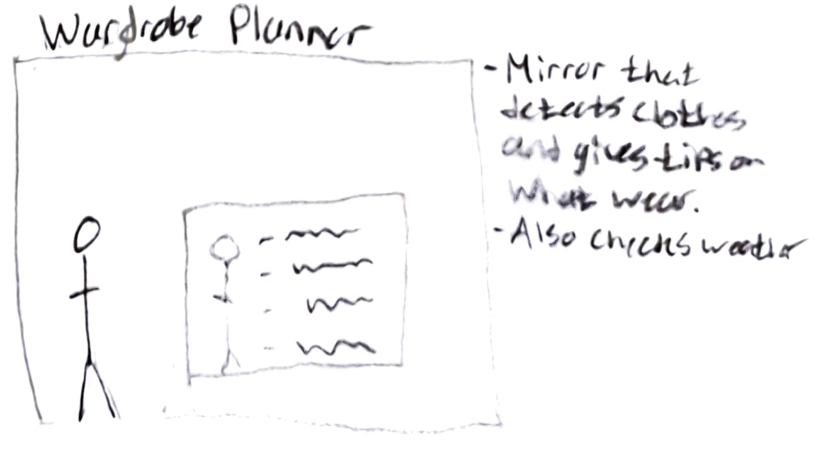 Wardrobe Planner
- Mirror that
detects clothes
and gives tips on
what wear.
- Also checks weather